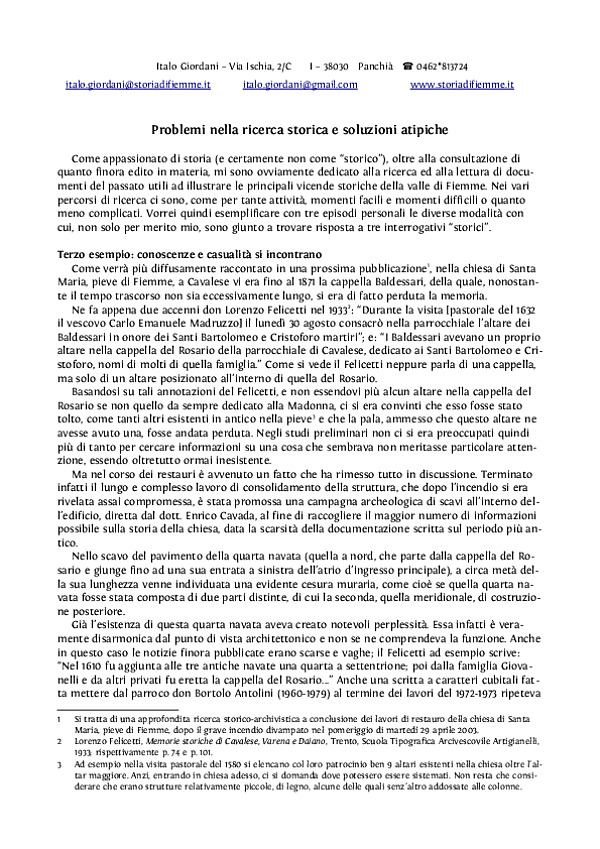 Italo Giordani – Via Ischia, 2/C I – 38030 Panchià ☎ 0462*813724
italo.giordani@storiadifiemme.it italo.giordani@gmail.com www.storiadifiemme.it
Problemi nella ricerca storica e soluzioni atipiche
Come appassionato di storia (e certamente non come “storico”), oltre alla consultazione di
quanto finora edito in materia, mi sono ovviamente dedicato alla ricerca ed alla lettura di docu-
menti del passato utili ad illustrare le principali vicende storiche della valle di Fiemme. Nei vari
percorsi di ricerca ci sono, come per tante attività, momenti facili e momenti difficili o quanto
meno complicati. Vorrei quindi esemplificare con tre episodi personali le diverse modalità con
cui, non solo per merito mio, sono giunto a trovare risposta a tre interrogativi “storici”.
Terzo esempio: conoscenze e casualità si incontrano
Come verrà più diffusamente raccontato in una prossima pubblicazione¹, nella chiesa di Santa
Maria, pieve di Fiemme, a Cavalese vi era fino al 1871 la cappella Baldessari, della quale, nonostan-
te il tempo trascorso non sia eccessivamente lungo, si era di fatto perduta la memoria.
Ne fa appena due accenni don Lorenzo Felicetti nel 1933²: “Durante la visita [pastorale del 1632
il vescovo Carlo Emanuele Madruzzo] il lunedì 30 agosto consacrò nella parrocchiale l’altare dei
Baldessari in onore dei Santi Bartolomeo e Cristoforo martiri”; e: “I Baldessari avevano un proprio
altare nella cappella del Rosario della parrocchiale di Cavalese, dedicato ai Santi Bartolomeo e Cri-
stoforo, nomi di molti di quella famiglia.” Come si vede il Felicetti neppure parla di una cappella,
ma solo di un altare posizionato all’interno di quella del Rosario.
Basandosi su tali annotazioni del Felicetti, e non essendovi più alcun altare nella cappella del
Rosario se non quello da sempre dedicato alla Madonna, ci si era convinti che esso fosse stato
tolto, come tanti altri esistenti in antico nella pieve³ e che la pala, ammesso che questo altare ne
avesse avuto una, fosse andata perduta. Negli studi preliminari non ci si era preoccupati quindi
più di tanto per cercare informazioni su una cosa che sembrava non meritasse particolare atten-
zione, essendo oltretutto ormai inesistente.
Ma nel corso dei restauri è avvenuto un fatto che ha rimesso tutto in discussione. Terminato
infatti il lungo e complesso lavoro di consolidamento della struttura, che dopo l’incendio si era
rivelata assai compromessa, è stata promossa una campagna archeologica di scavi all’interno del-
l’edificio, diretta dal dott. Enrico Cavada, al fine di raccogliere il maggior numero di informazioni
possibile sulla storia della chiesa, data la scarsità della documentazione scritta sul periodo più an-
tico.
Nello scavo del pavimento della quarta navata (quella a nord, che parte dalla cappella del Ro-
sario e giunge fino ad una sua entrata a sinistra dell’atrio d’ingresso principale), a circa metà del-
la sua lunghezza venne individuata una evidente cesura muraria, come cioè se quella quarta na-
vata fosse stata composta di due parti distinte, di cui la seconda, quella meridionale, di costruzio-
ne posteriore.
Già l’esistenza di questa quarta navata aveva creato notevoli perplessità. Essa infatti è vera-
mente disarmonica dal punto di vista architettonico e non se ne comprendeva la funzione. Anche
in questo caso le notizie finora pubblicate erano scarse e vaghe; il Felicetti ad esempio scrive:
“Nel 1610 fu aggiunta alle tre antiche navate una quarta a settentrione; poi dalla famiglia Giova-
nelli e da altri privati fu eretta la cappella del Rosario...” Anche una scritta a caratteri cubitali fat-
ta mettere dal parroco don Bortolo Antolini (1960-1979) al termine dei lavori del 1972-1973 ripeteva
1 Si tratta di una approfondita ricerca storico-archivistica a conclusione dei lavori di restauro della chiesa di Santa
Maria, pieve di Fiemme, dopo il grave incendio divampato nel pomeriggio di martedì 29 aprile 2003.
2 Lorenzo Felicetti, Memorie storiche di Cavalese, Varena e Daiano, Trento, Scuola Tipografica Arcivescovile Artigianelli,
1933; rispettivamente p. 74 e p. 101.
3 Ad esempio nella visita pastorale del 1580 si elencano col loro patrocinio ben 9 altari esistenti nella chiesa oltre l’al-
tar maggiore. Anzi, entrando in chiesa adesso, ci si domanda dove potessero essere sistemati. Non resta che consi-
derare che erano strutture relativamente piccole, di legno, alcune delle quali senz’altro addossate alle colonne.